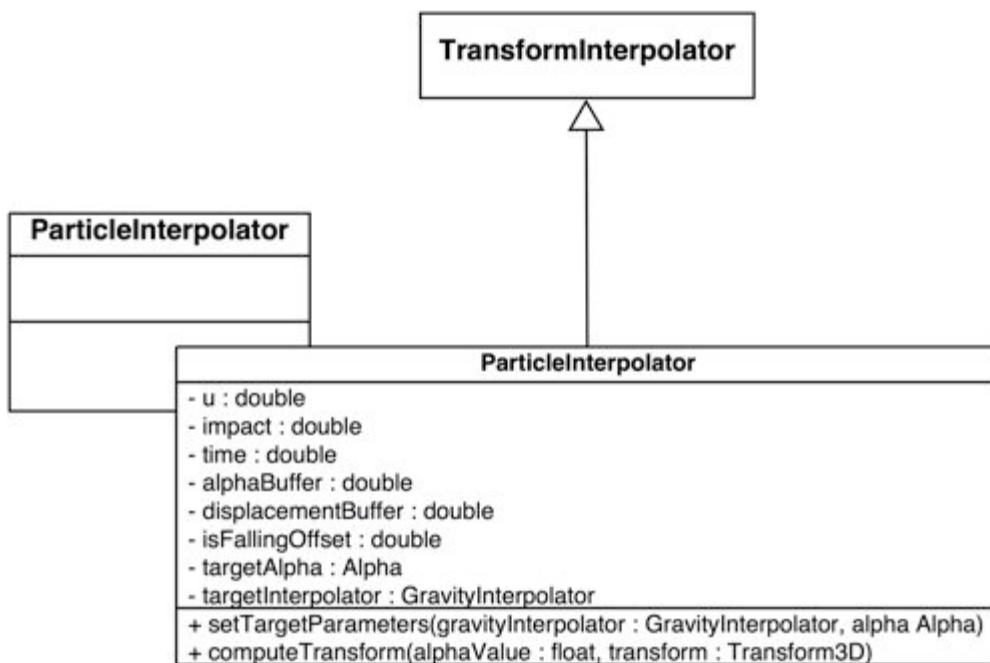 TransformInterpolator
ParticleInterpolator
ParticleInterpolator
- u : double
- impact : double
- time : double
- alphaBuffer : double
- displacementBuffer : double
- isFallingOffset : double
- targetAlpha : Alpha
- targetInterpolator : GravityInterpolator
+ setTargetParameters(gravityInterpolator : GravityInterpolator, alpha Alpha)
+ computeTransform(alphaValue : float, transform : Transform3D)